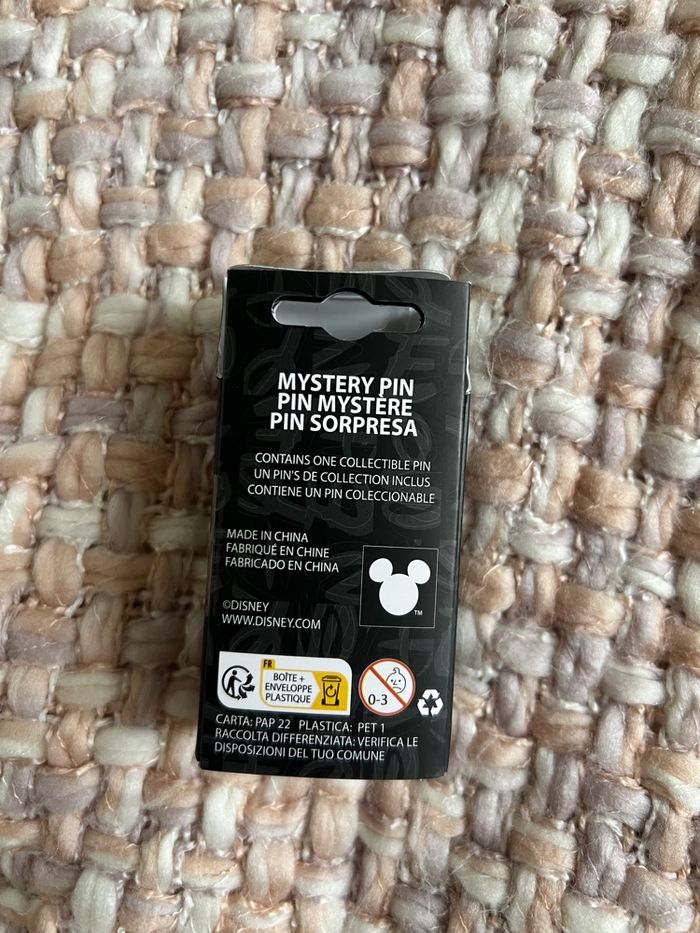 MYSTERY PIN
PIN MYSTÈRE
PIN SORPRESA
CONTAINS ONE COLLECTIBLE PIN
UN PIN'S DE COLLECTION INCLUS
CONTIENE UN PIN COLECCIONABLE
MADE IN CHINA
FABRIQUÉ EN CHINE
FABRICADO EN CHINA
TM
©DISNEY
WWW.DISNEY.COM
FR
BOÎTE +
ENVELOPPE
PLASTIQUE
0-3
CARTA: PAP 22 PLASTICA: PET 1
RACCOLTA DIFFERENZIATA: VERIFICA LE
DISPOSIZIONI DEL TUO COMUNE